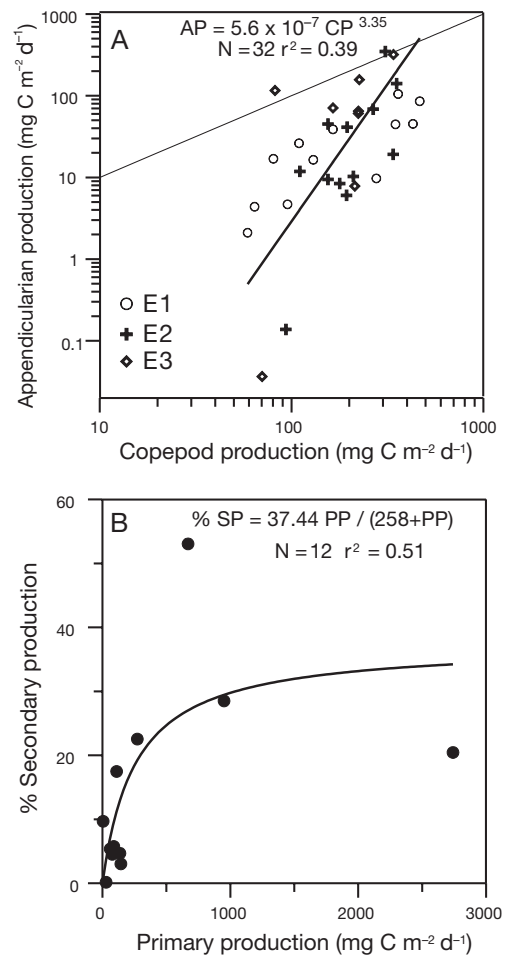 A
AP = 5.6 x 10⁻⁷ CP ³·³⁵
N = 32 r² = 0.39
1000
100
10
1
0.1
Appendicularian production (mg C m⁻² d⁻¹)
E1
E2
E3
10
100
1000
Copepod production (mg C m⁻² d⁻¹)
B
% SP = 37.44 PP / (258+PP)
N = 12 r² = 0.51
60
40
20
0
% Secondary production
0
1000
2000
3000
Primary production (mg C m⁻² d⁻¹)